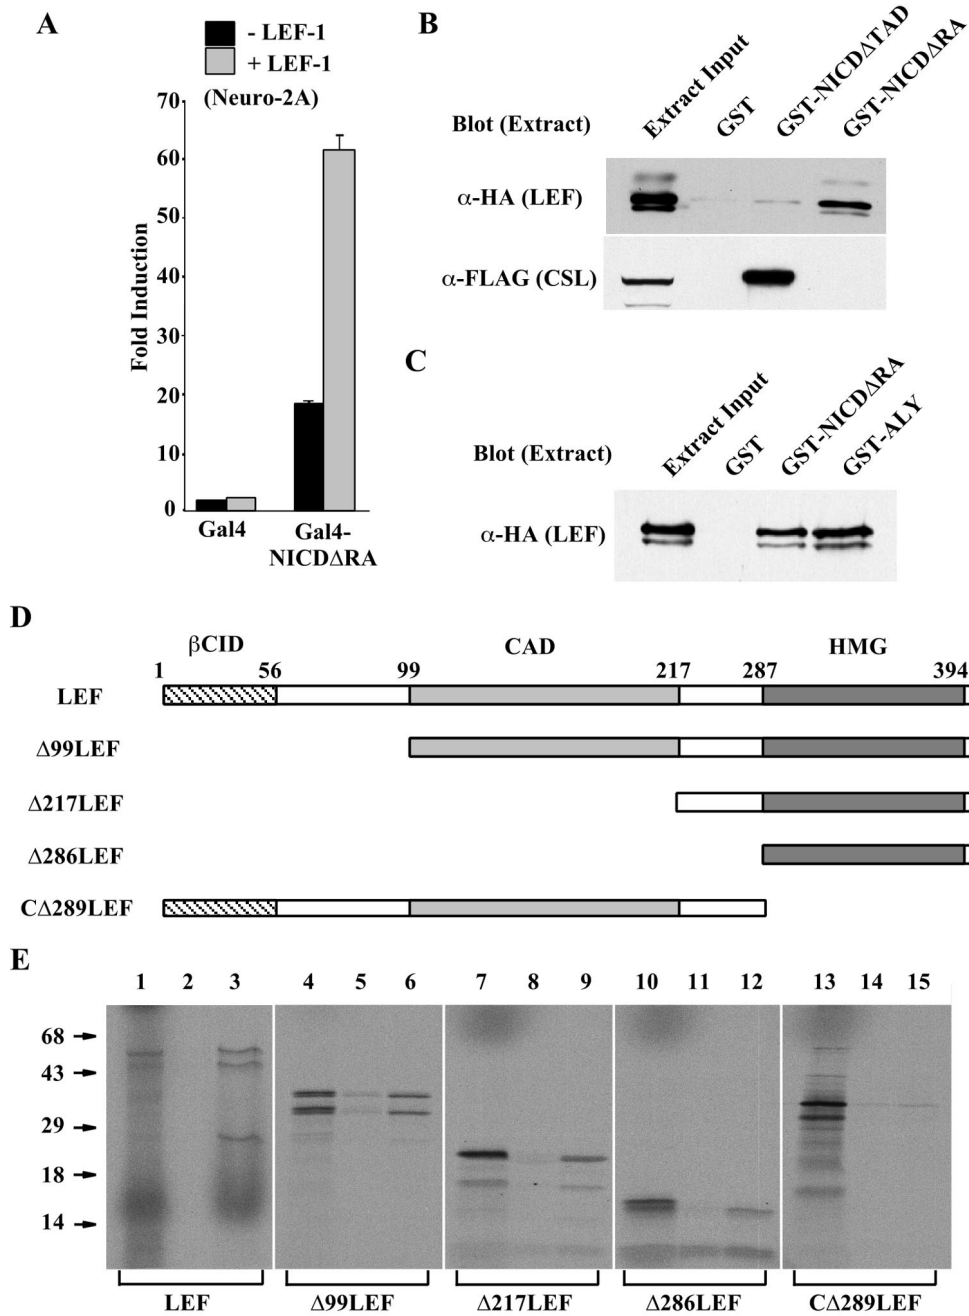 A
- LEF-1
+ LEF-1
(Neuro-2A)
Fold Induction
70
60
50
40
30
20
10
0
Gal4
Gal4-
NICDΔRA
B
Blot (Extract)
Extract Input
GST
GST-NICDΔTAD
GST-NICDΔRA
α-HA (LEF)
α-FLAG (CSL)
C
Blot (Extract)
Extract Input
GST
GST-NICDΔRA
GST-ALY
α-HA (LEF)
D
βCID CAD HMG
1 56 99 217 287 394
LEF
Δ99LEF
Δ217LEF
Δ286LEF
CΔ289LEF
E
1 2 3 4 5 6 7 8 9 10 11 12 13 14 15
68
43
29
18
14
LEF Δ99LEF Δ217LEF Δ286LEF CΔ289LEF